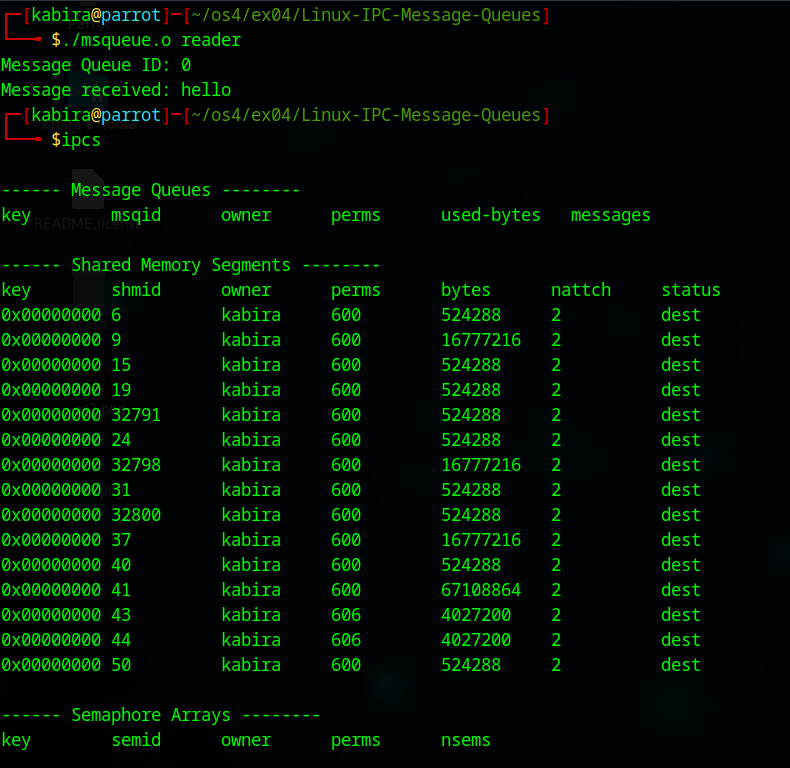 ┌─[kabira@parrot]─[~/os4/ex04/Linux-IPC-Message-Queues]
└──╼ $./msqueue.o reader
Message Queue ID: 0
Message received: hello
┌─[kabira@parrot]─[~/os4/ex04/Linux-IPC-Message-Queues]
└──╼ $ipcs
------ Message Queues --------
key msqid owner perms used-bytes messages
README.license
------ Shared Memory Segments --------
key shmid owner perms bytes nattch status
0x00000000 6 kabira 600 524288 2 dest
0x00000000 9 kabira 600 16777216 2 dest
0x00000000 15 kabira 600 524288 2 dest
0x00000000 19 kabira 600 524288 2 dest
0x00000000 32791 kabira 600 524288 2 dest
0x00000000 24 kabira 600 524288 2 dest
0x00000000 32798 kabira 600 16777216 2 dest
0x00000000 31 kabira 600 524288 2 dest
0x00000000 32800 kabira 600 524288 2 dest
0x00000000 37 kabira 600 16777216 2 dest
0x00000000 40 kabira 600 524288 2 dest
0x00000000 41 kabira 600 67108864 2 dest
0x00000000 43 kabira 606 4027200 2 dest
0x00000000 44 kabira 606 4027200 2 dest
0x00000000 50 kabira 600 524288 2 dest
------ Semaphore Arrays --------
key semid owner perms nsems